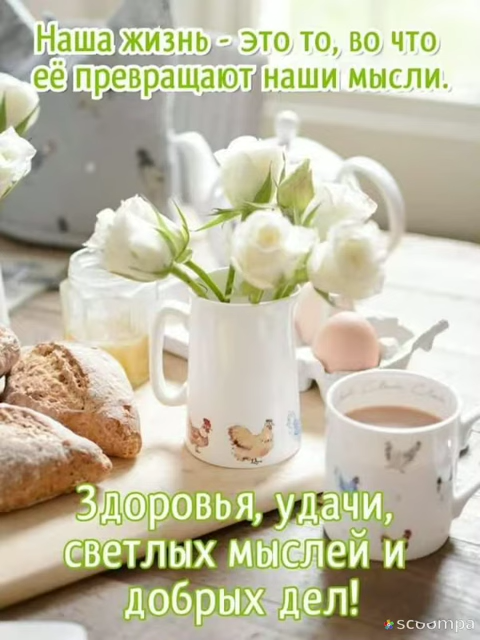 Наша жизнь - это то, во что
её превращают наши мысли.
Здоровья, удачи,
светлых мыслей и
добрых дел!
scoompa